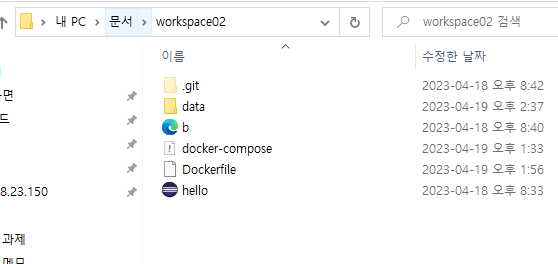 내 PC
문서
workspace02
workspace02 검색
이름
수정한 날짜
.git
2023-04-18 오후 8:42
data
2023-04-19 오후 2:37
b
2023-04-18 오후 8:40
docker-compose
2023-04-19 오후 1:33
Dockerfile
2023-04-19 오후 1:56
hello
2023-04-18 오후 8:33
8.23.150
과제
메모